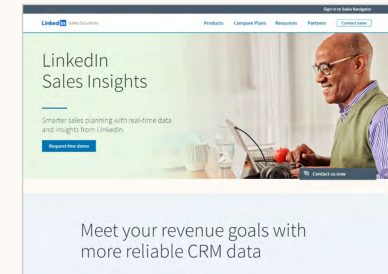 Sign in to Sales Navigator
LinkedIn Sales Solutions
Products Compare Plans Resources Partners Contact sales
LinkedIn
Sales Insights
Smarter sales planning with real-time data
and insights from LinkedIn.
Request free demo
Contact us now
Meet your revenue goals with
more reliable CRM data